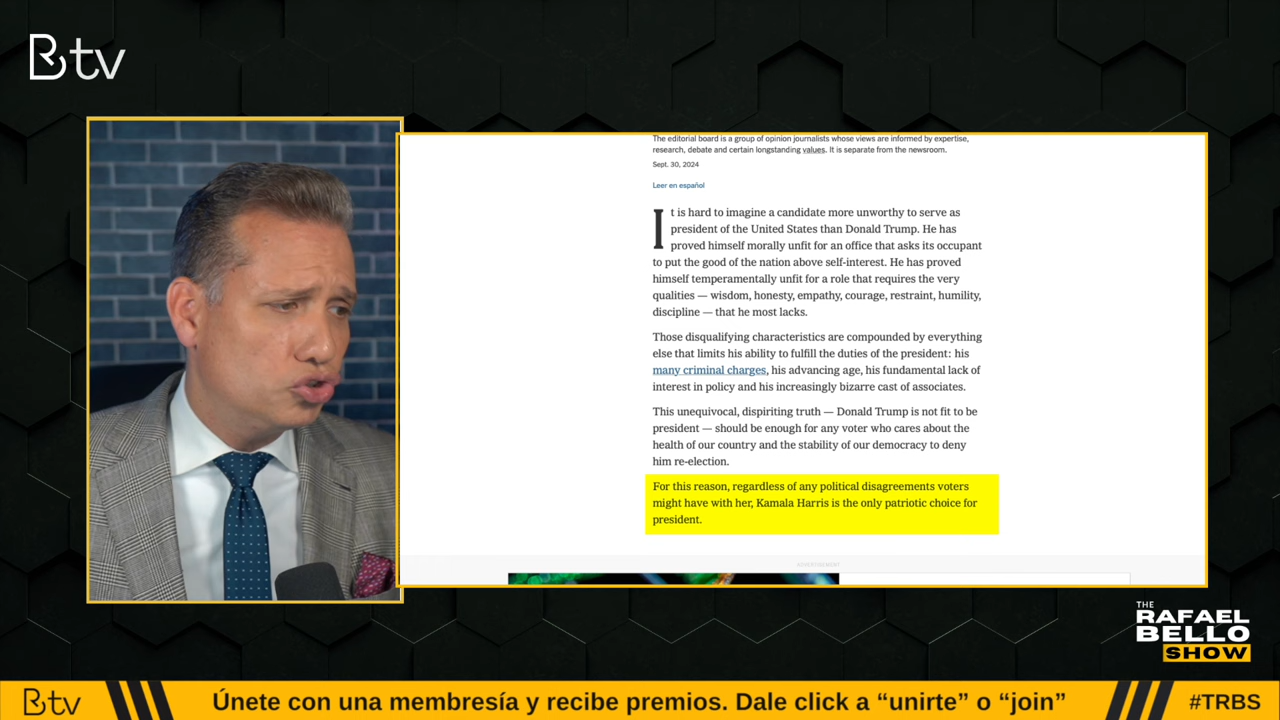 Btv
The editorial board is a group of opinion journalists whose views are informed by expertise,
research, debate and certain longstanding values. It is separate from the newsroom.
Sept. 30, 2024
Leer en español
It is hard to imagine a candidate more unworthy to serve as
president of the United States than Donald Trump. He has
proved himself morally unfit for an office that asks its occupant
to put the good of the nation above self-interest. He has proved
himself temperamentally unfit for a role that requires the very
qualities — wisdom, honesty, empathy, courage, restraint, humility,
discipline — that he most lacks.
Those disqualifying characteristics are compounded by everything
else that limits his ability to fulfill the duties of the president: his
many criminal charges, his advancing age, his fundamental lack of
interest in policy and his increasingly bizarre cast of associates.
This unequivocal, dispiriting truth — Donald Trump is not fit to be
president — should be enough for any voter who cares about the
health of our country and the stability of our democracy to deny
him re-election.
For this reason, regardless of any political disagreements voters
might have with her, Kamala Harris is the only patriotic choice for
president.
ADVERTISEMENT
THE
RAFAEL
BELLO
SHOW
Btv
Únete con una membresía y recibe premios. Dale click a “unirte” o “join”
#TRBS